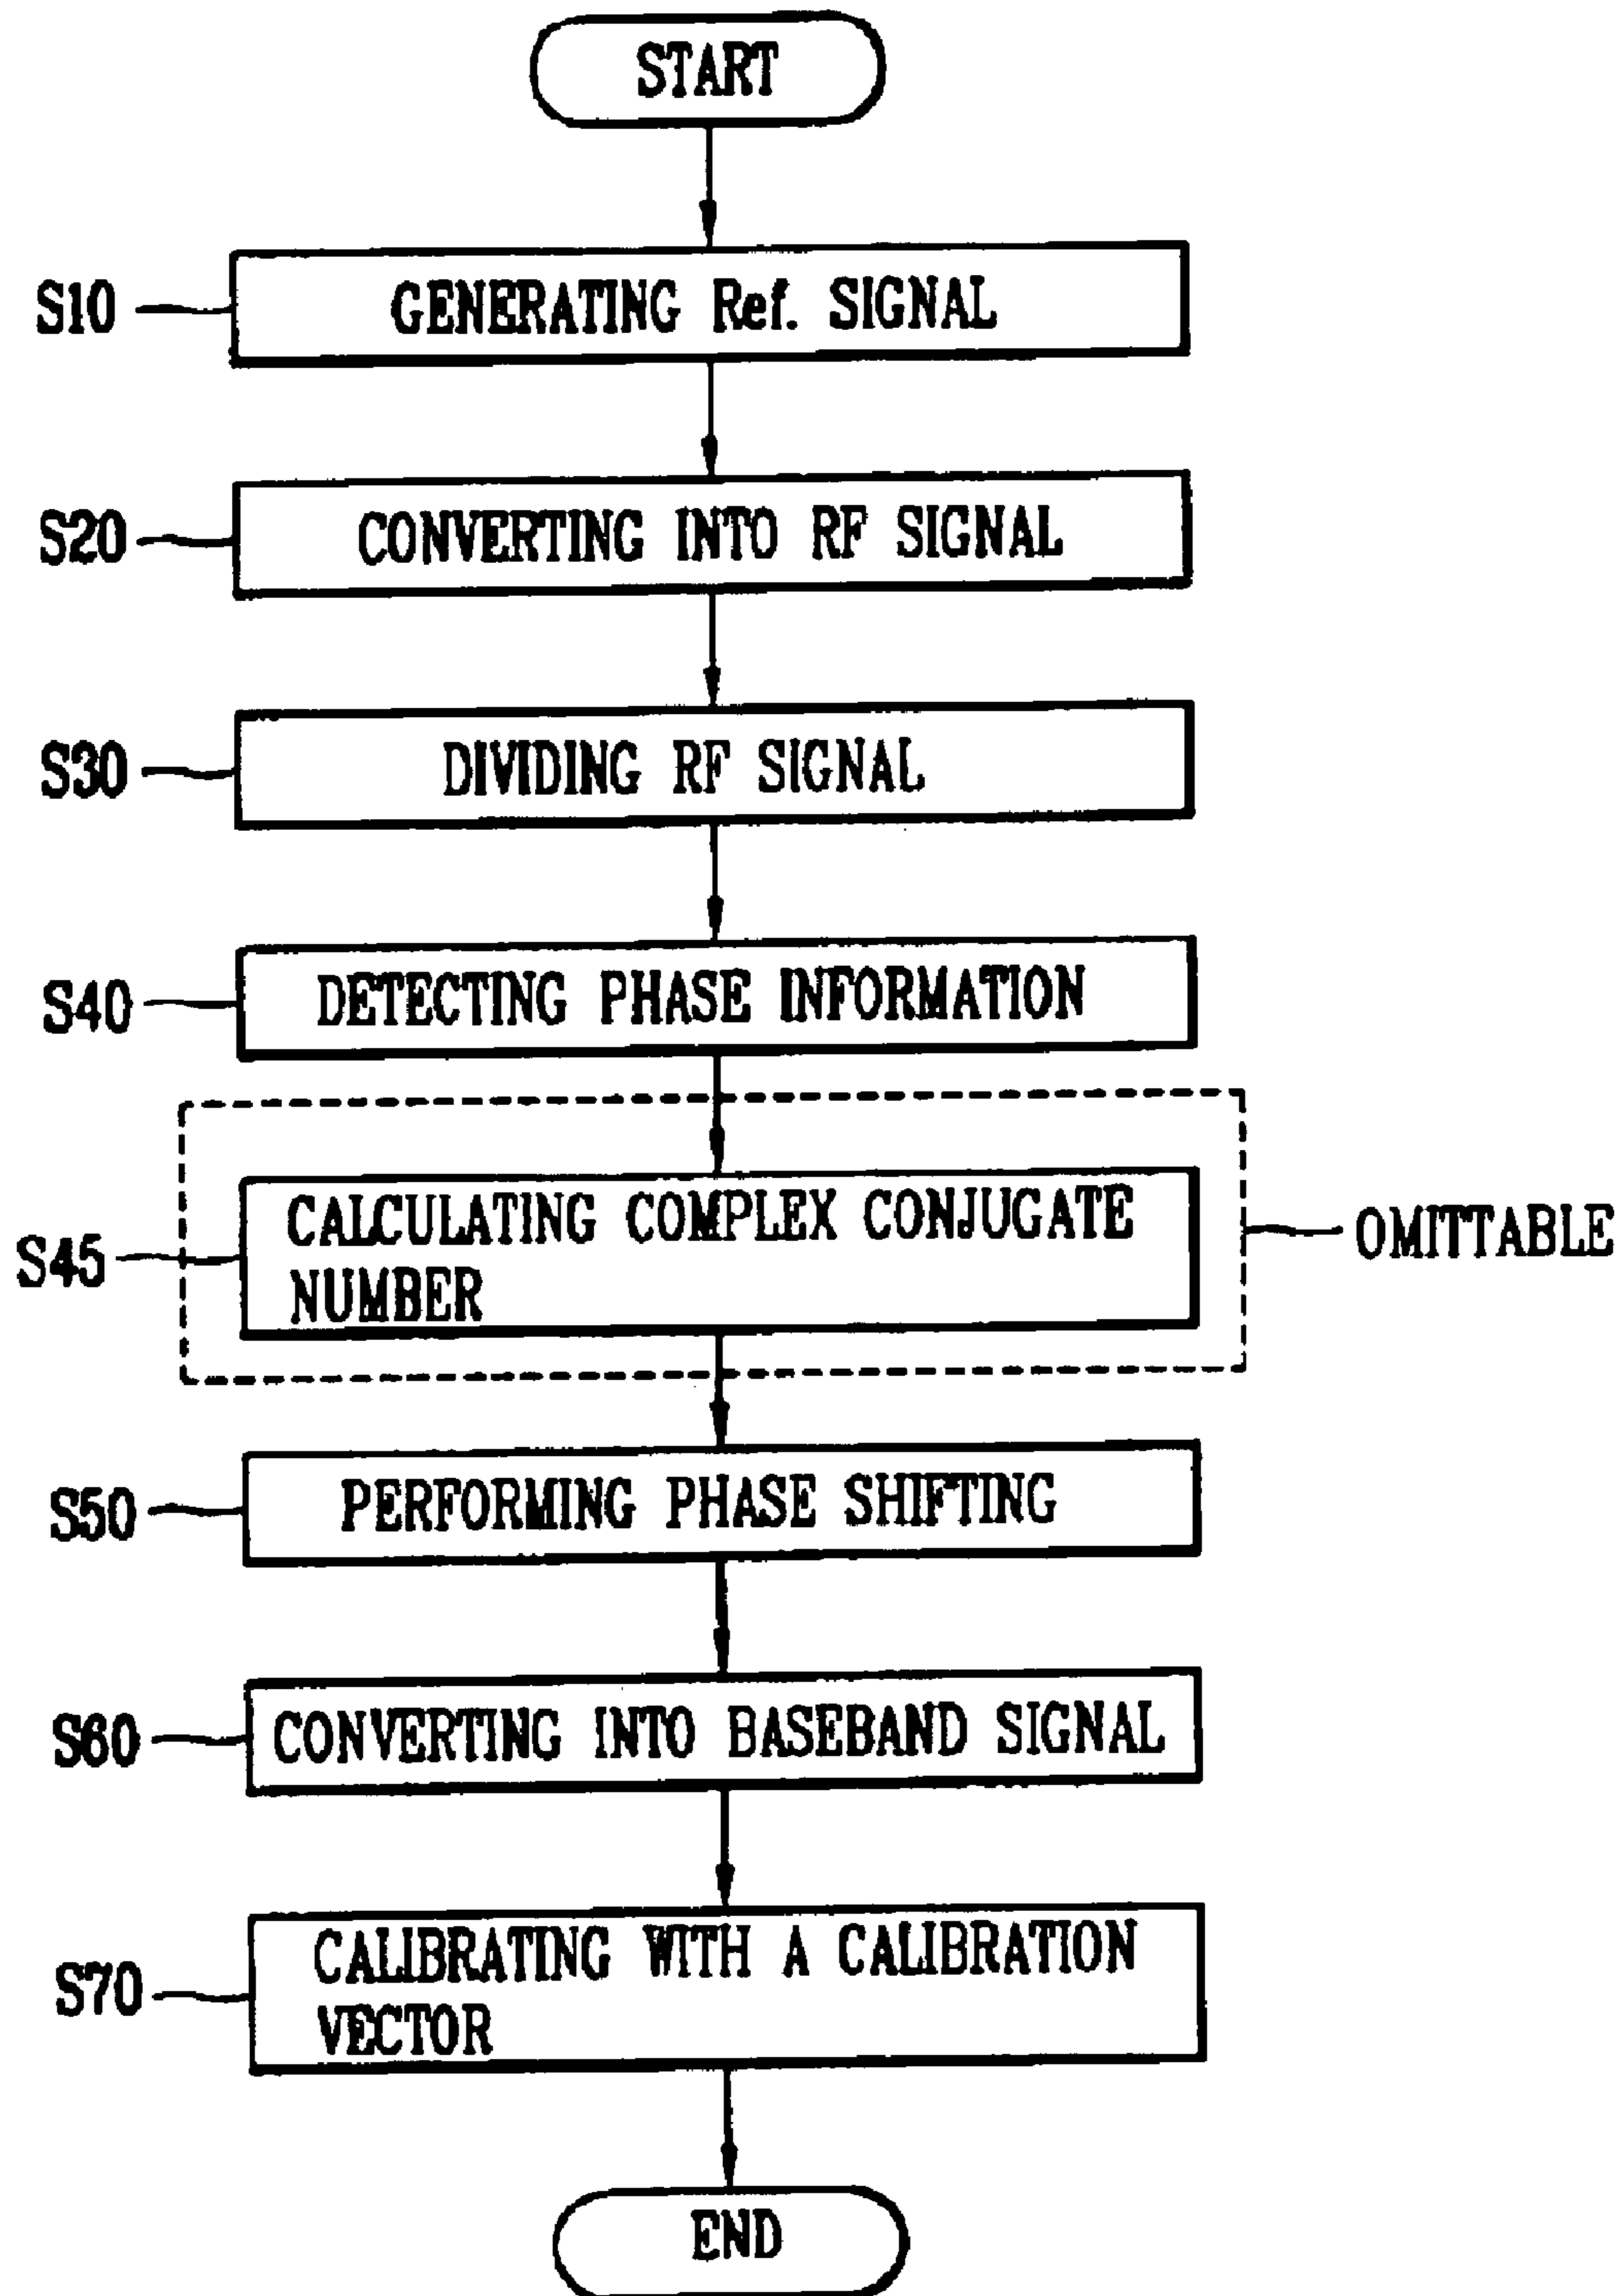 START
S10
GENERATING Ref. SIGNAL
S20
CONVERTING INTO RF SIGNAL
S30
DIVIDING RF SIGNAL
S40
DETECTING PHASE INFORMATION
S45
CALCULATING COMPLEX CONJUGATE
NUMBER
OMITTABLE
S50
PERFORMING PHASE SHIFTING
S60
CONVERTING INTO BASEBAND SIGNAL
S70
CALIBRATING WITH A CALIBRATION
VECTOR
END